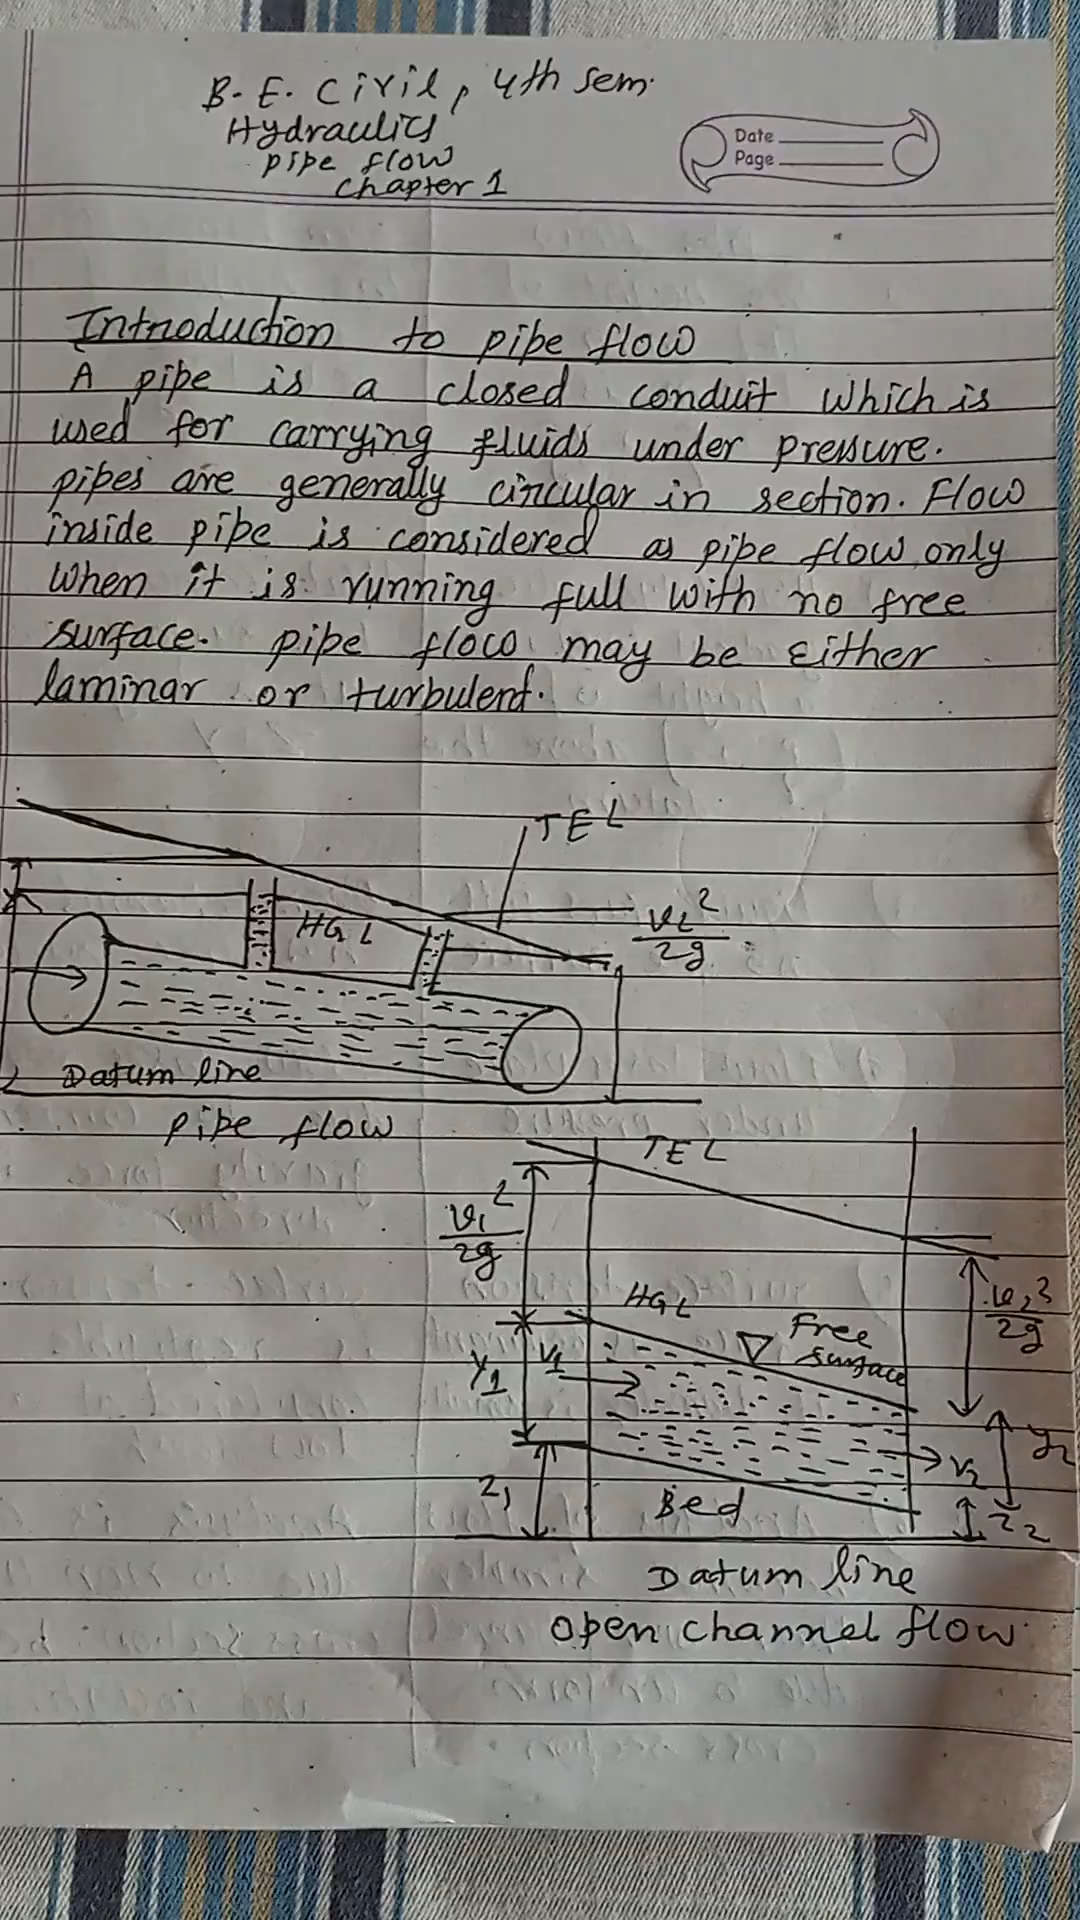 B.E. Civil, 4th sem.
Hydraulics
pipe flow
chapter 1
Date
Page
Introduction to pipe flow
A pipe is a closed conduit which is
used for carrying fluids under pressure.
pipes are generally circular in section. Flow
inside pipe is considered as pipe flow only
when it is running full with no free
surface. pipe flow may be either
laminar or turbulent.
TEL
HGL
V₂²
2g
Datum line
pipe flow
TEL
V₁²
2g
HGL
Free
surface
V₂²
2g
Y₁
V₁
y₂
V₂
Z₁
Bed
Z₂
Datum line
open channel flow